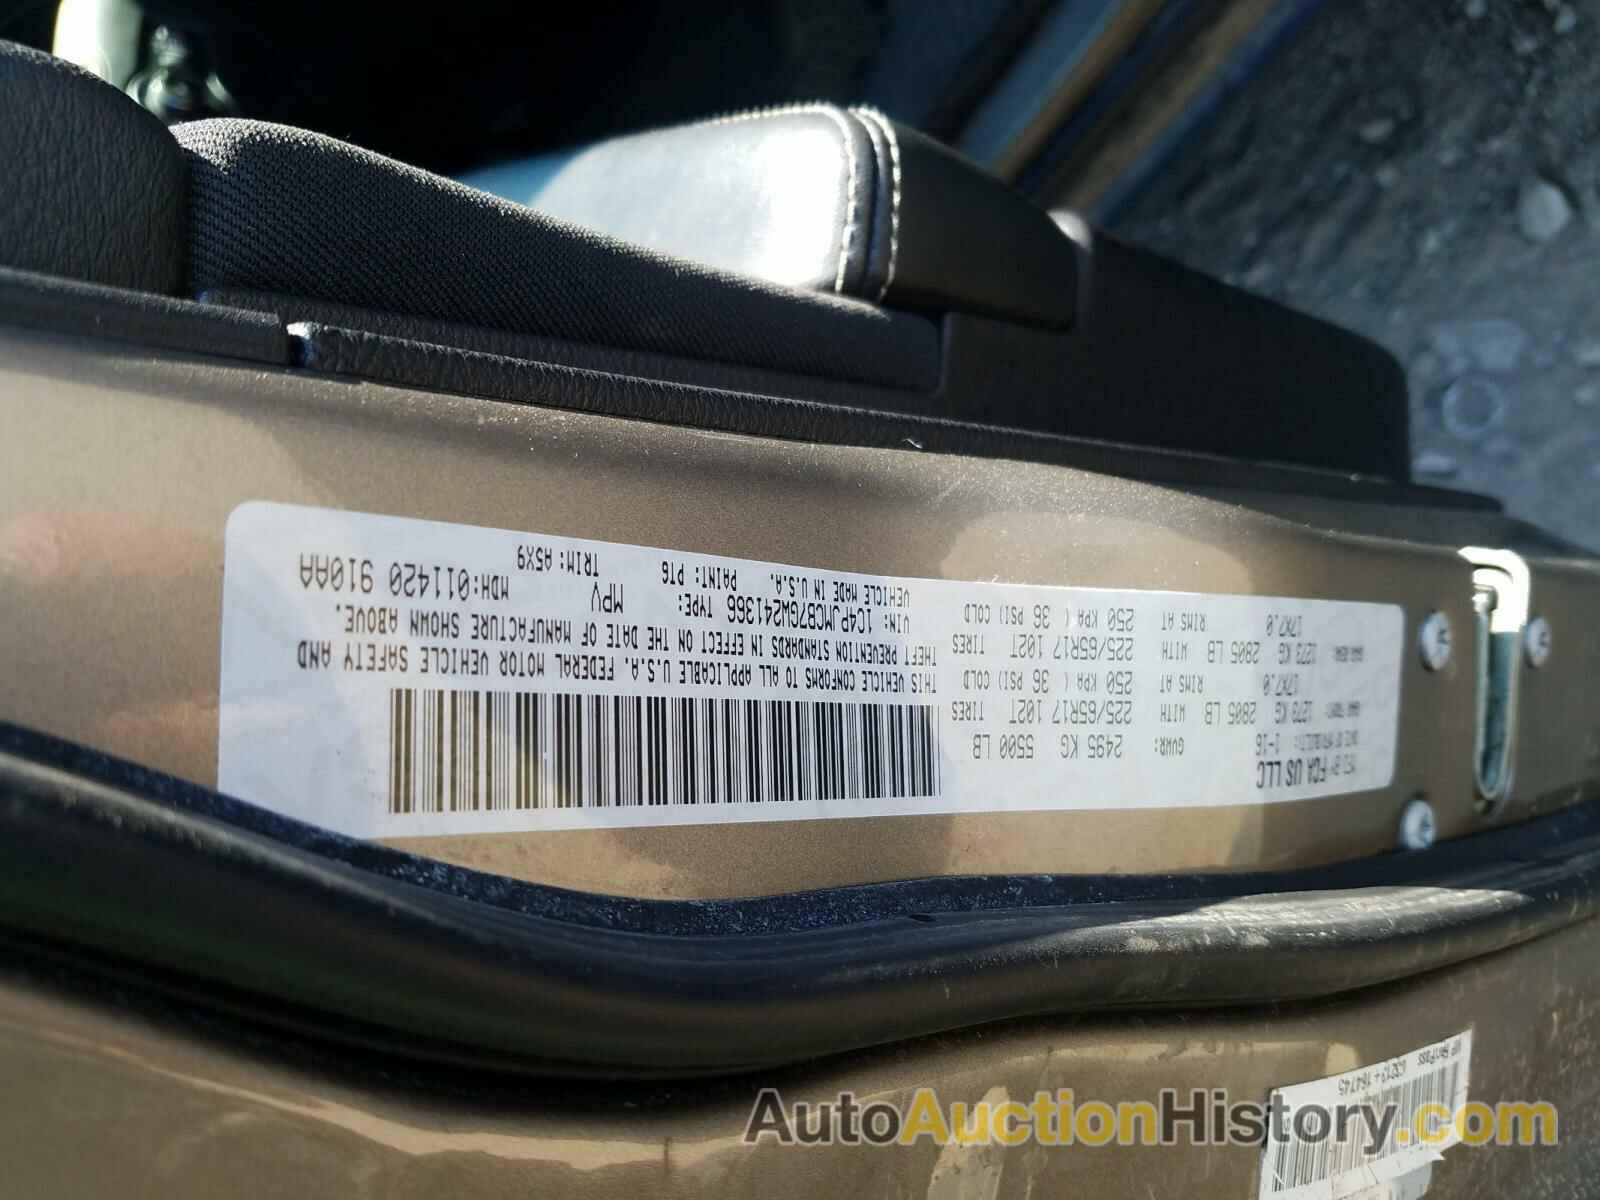 MFD BY FCA US LLC
DATE OF MFR: 1-16 GVWR: 2495 KG 5500 LB
1273 KG 2805 LB WITH 225/65R17 102T TIRES
17X7.0 RIMS AT 250 KPA ( 36 PSI) COLD
1273 KG 2805 LB WITH 225/65R17 102T TIRES
17X7.0 RIMS AT 250 KPA ( 36 PSI) COLD
THIS VEHICLE CONFORMS TO ALL APPLICABLE U.S.A. FEDERAL MOTOR VEHICLE SAFETY AND
THEFT PREVENTION STANDARDS IN EFFECT ON THE DATE OF MANUFACTURE SHOWN ABOVE.
VIN: 1C4PJMCB7GW241366 TYPE: MPV MDH:011420 910AA
VEHICLE MADE IN U.S.A. PAINT: PT6 TRIM: A5X9
164745
AutoAuctionHistory.com